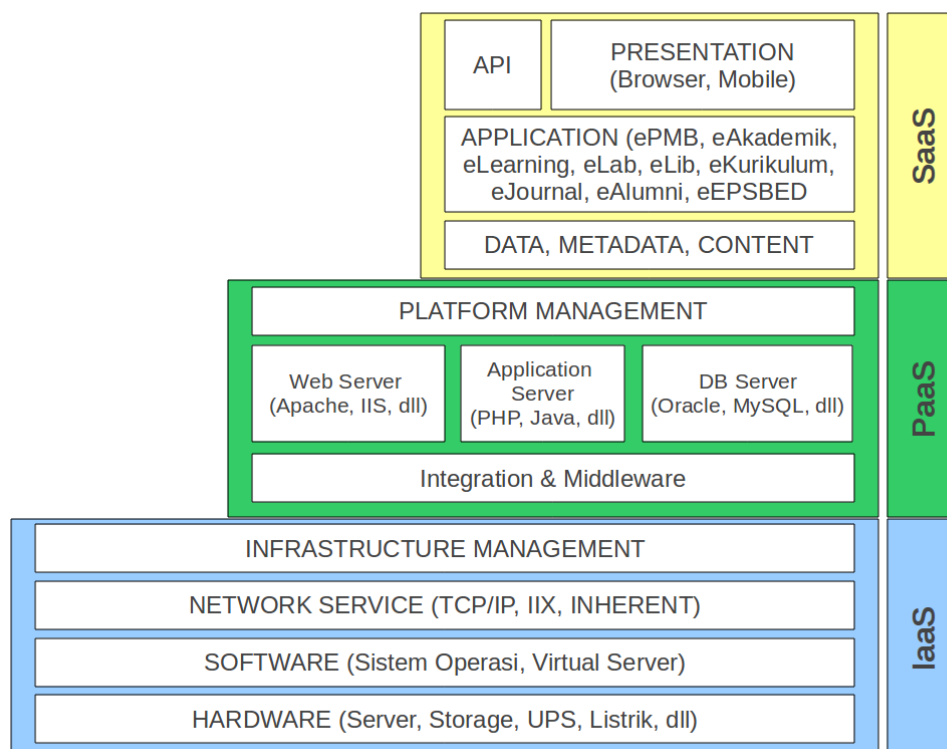 API
PRESENTATION
(Browser, Mobile)
APPLICATION (ePMB, eAkademik,
eLearning, eLab, eLib, eKurikulum,
eJournal, eAlumni, eEPSBED
DATA, METADATA, CONTENT
SaaS
PLATFORM MANAGEMENT
Web Server
(Apache, IIS, dll)
Application
Server
(PHP, Java, dll)
DB Server
(Oracle, MySQL, dll)
Integration & Middleware
PaaS
INFRASTRUCTURE MANAGEMENT
NETWORK SERVICE (TCP/IP, IIX, INHERENT)
SOFTWARE (Sistem Operasi, Virtual Server)
HARDWARE (Server, Storage, UPS, Listrik, dll)
IaaS